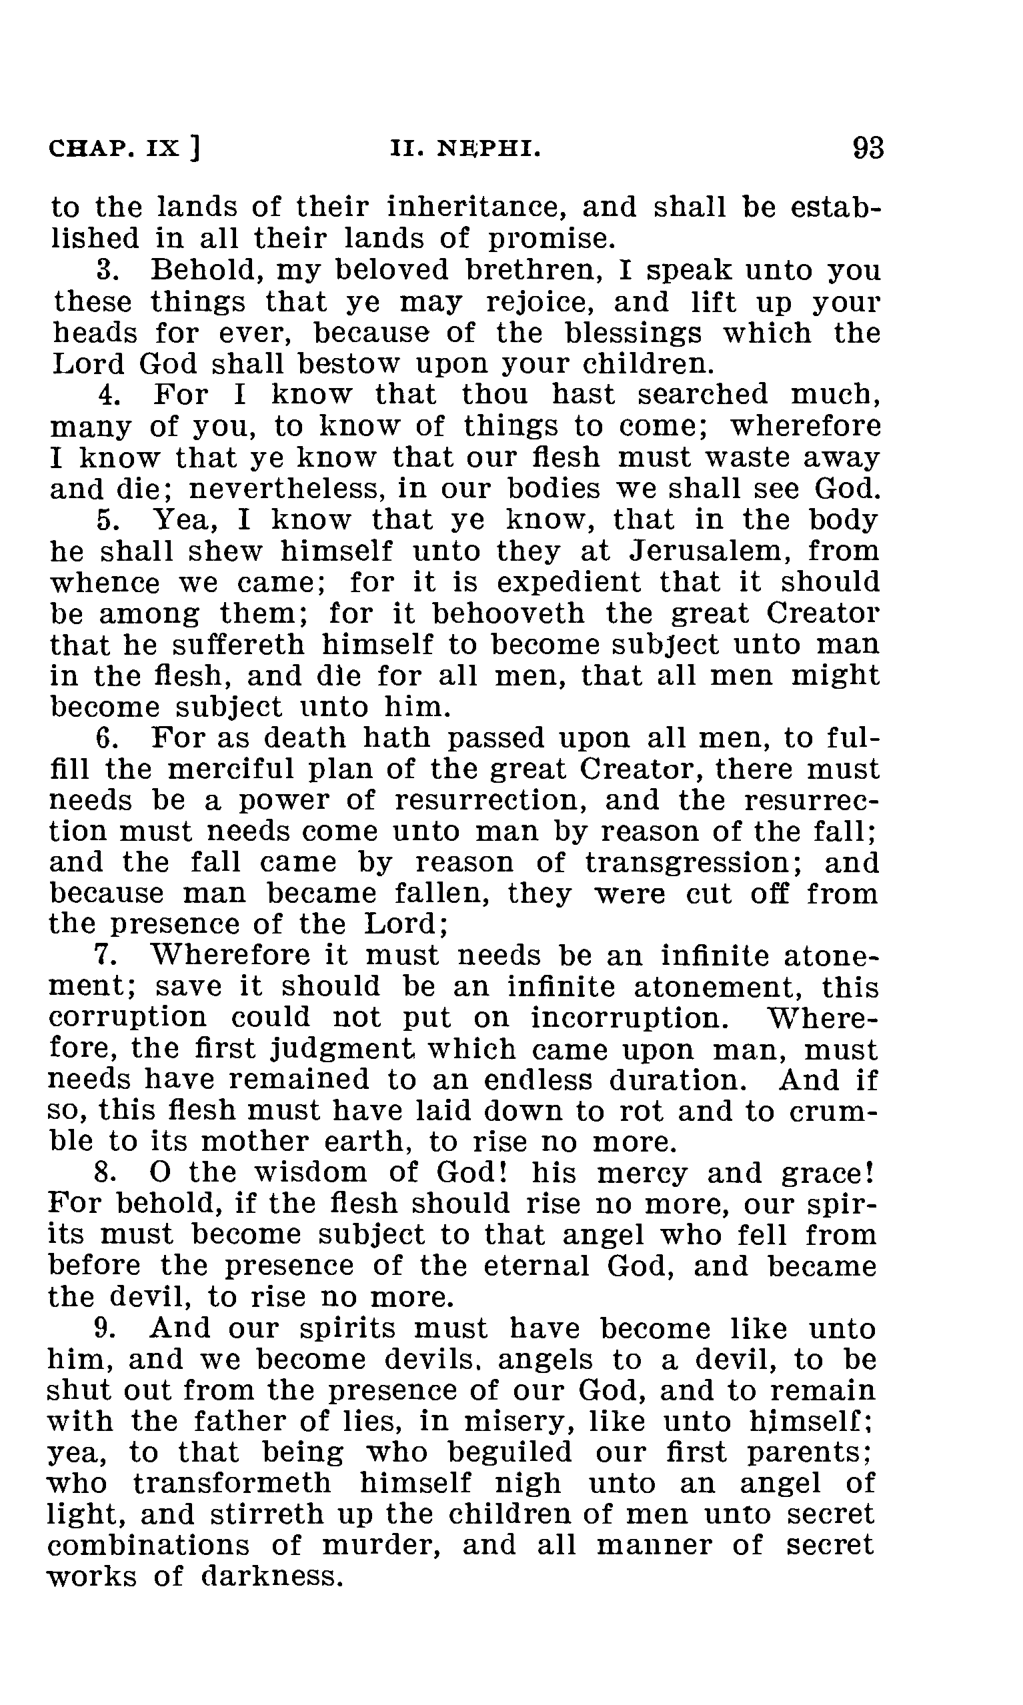 CHAP. IX ] II. NEPHI. 93
to the lands of their inheritance, and shall be estab-
lished in all their lands of promise.
3. Behold, my beloved brethren, I speak unto you
these things that ye may rejoice, and lift up your
heads for ever, because of the blessings which the
Lord God shall bestow upon your children.
4. For I know that thou hast searched much,
many of you, to know of things to come; wherefore
I know that ye know that our flesh must waste away
and die; nevertheless, in our bodies we shall see God.
5. Yea, I know that ye know, that in the body
he shall shew himself unto they at Jerusalem, from
whence we came; for it is expedient that it should
be among them; for it behooveth the great Creator
that he suffereth himself to become subject unto man
in the flesh, and die for all men, that all men might
become subject unto him.
6. For as death hath passed upon all men, to ful-
fill the merciful plan of the great Creator, there must
needs be a power of resurrection, and the resurrec-
tion must needs come unto man by reason of the fall;
and the fall came by reason of transgression; and
because man became fallen, they were cut off from
the presence of the Lord;
7. Wherefore it must needs be an infinite atone-
ment; save it should be an infinite atonement, this
corruption could not put on incorruption. Where-
fore, the first judgment which came upon man, must
needs have remained to an endless duration. And if
so, this flesh must have laid down to rot and to crum-
ble to its mother earth, to rise no more.
8. O the wisdom of God! his mercy and grace!
For behold, if the flesh should rise no more, our spir-
its must become subject to that angel who fell from
before the presence of the eternal God, and became
the devil, to rise no more.
9. And our spirits must have become like unto
him, and we become devils. angels to a devil, to be
shut out from the presence of our God, and to remain
with the father of lies, in misery, like unto himself;
yea, to that being who beguiled our first parents;
who transformeth himself nigh unto an angel of
light, and stirreth up the children of men unto secret
combinations of murder, and all manner of secret
works of darkness.